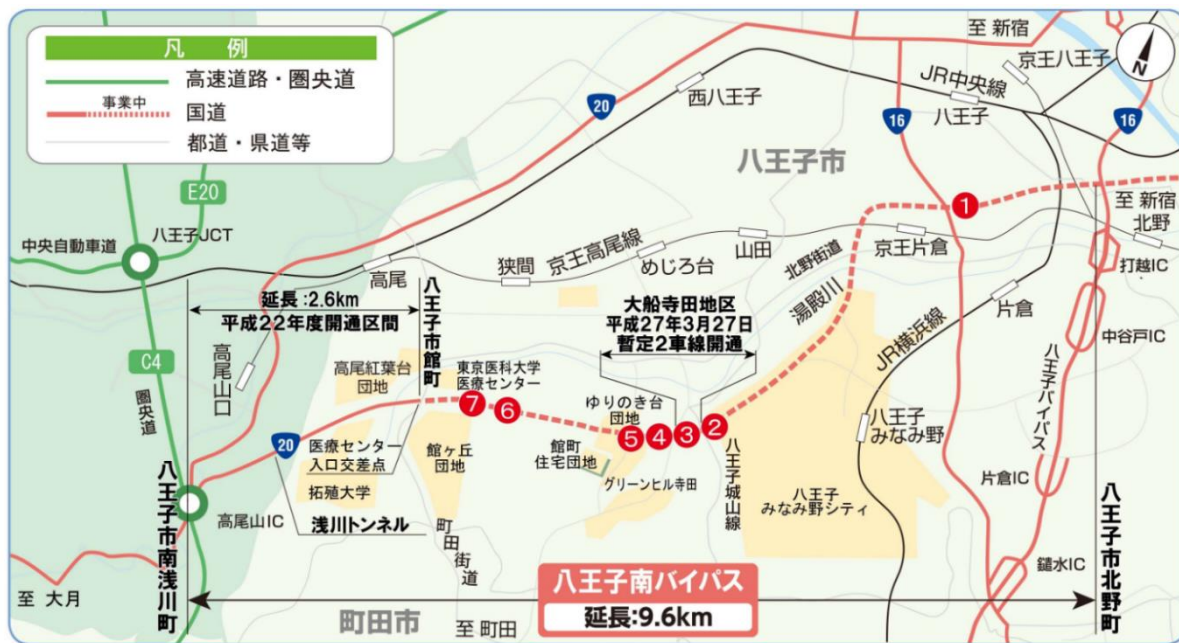 凡 例
高速道路・圏央道
事業中
国道
都道・県道等
至 新宿
京王八王子
N
JR中央線
西八王子
八王子
20
16
16
八王子市
E20
八王子JCT
中央自動車道
1
至 新宿
北野
京王片倉
山田
北野街道
めじろ台
京王高尾線
狭間
高尾
打越IC
湯殿川
延長:2.6km
平成22年度開通区間
八王子市館町
大船寺田地区
平成27年3月27日
暫定2車線開通
JR横浜線
片倉
中谷戸IC
八王子バイパス
C4
圏央道
高尾山口
高尾紅葉台
団地
東京医科大学
医療センター
ゆりのき台
団地
7
6
5
4
3
2
八王子
みなみ野
20
医療センター
入口交差点
館ヶ丘
団地
館町
住宅団地
グリーンヒル寺田
八王子城山線
八王子
みなみ野シティ
片倉IC
拓殖大学
高尾山IC
浅川トンネル
町田街道
鑓水IC
八王子市南浅川町
八王子市北野町
八王子南バイパス
延長:9.6km
至 大月
町田市
至 町田